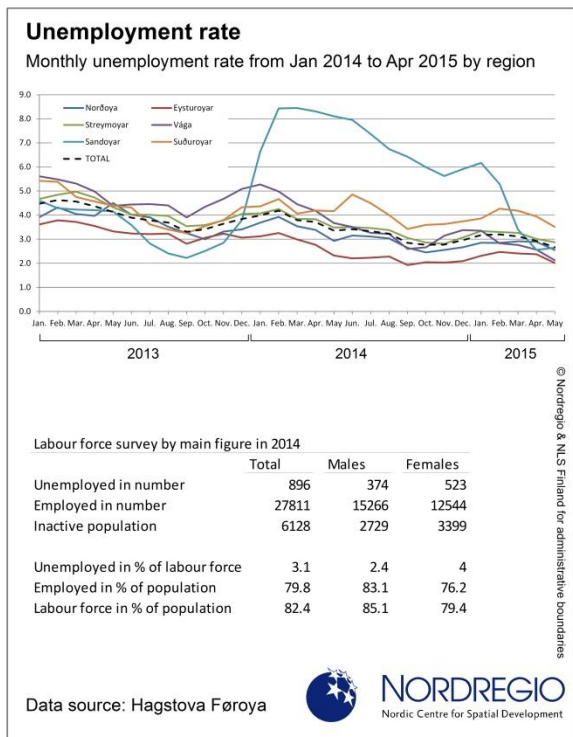 Unemployment rate
Monthly unemployment rate from Jan 2014 to Apr 2015 by region
9.0
8.0
7.0
6.0
5.0
4.0
3.0
2.0
1.0
0.0
Norðoya Eysturoyar
Streymoyar Vága
Sandoyar Suðuroyar
TOTAL
Jan. Feb. Mar. Apr. May Jun. Jul. Aug. Sep. Oct. Nov. Dec. Jan. Feb. Mar. Apr. May Jun. Jul. Aug. Sep. Oct. Nov. Dec. Jan. Feb. Mar. Apr. May
2013 2014 2015
Labour force survey by main figure in 2014
Total Males Females
Unemployed in number 896 374 523
Employed in number 27811 15266 12544
Inactive population 6128 2729 3399
Unemployed in % of labour force 3.1 2.4 4
Employed in % of population 79.8 83.1 76.2
Labour force in % of population 82.4 85.1 79.4
© Nordregio & NLS Finland for administrative boundaries
Data source: Hagstova Føroya
NORDREGIO
Nordic Centre for Spatial Development